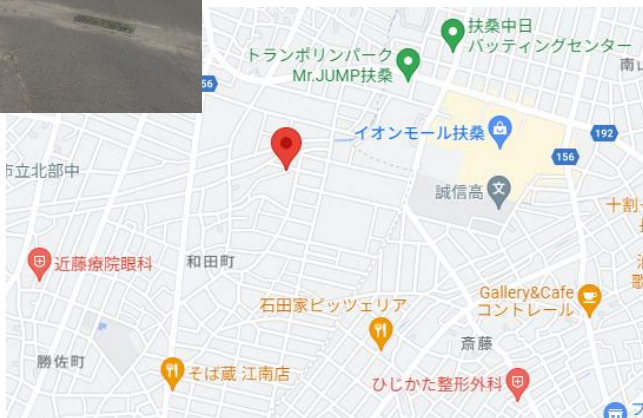 扶桑中日
バッティングセンター
トランポリンパーク
Mr.JUMP扶桑
南山
56
イオンモール扶桑
192
156
市立北部中
誠信高
十割
近藤療院眼科
和田町
Gallery&Cafe
コントレール
石田家ピッツェリア
斎藤
勝佐町
そば蔵 江南店
ひじかた整形外科